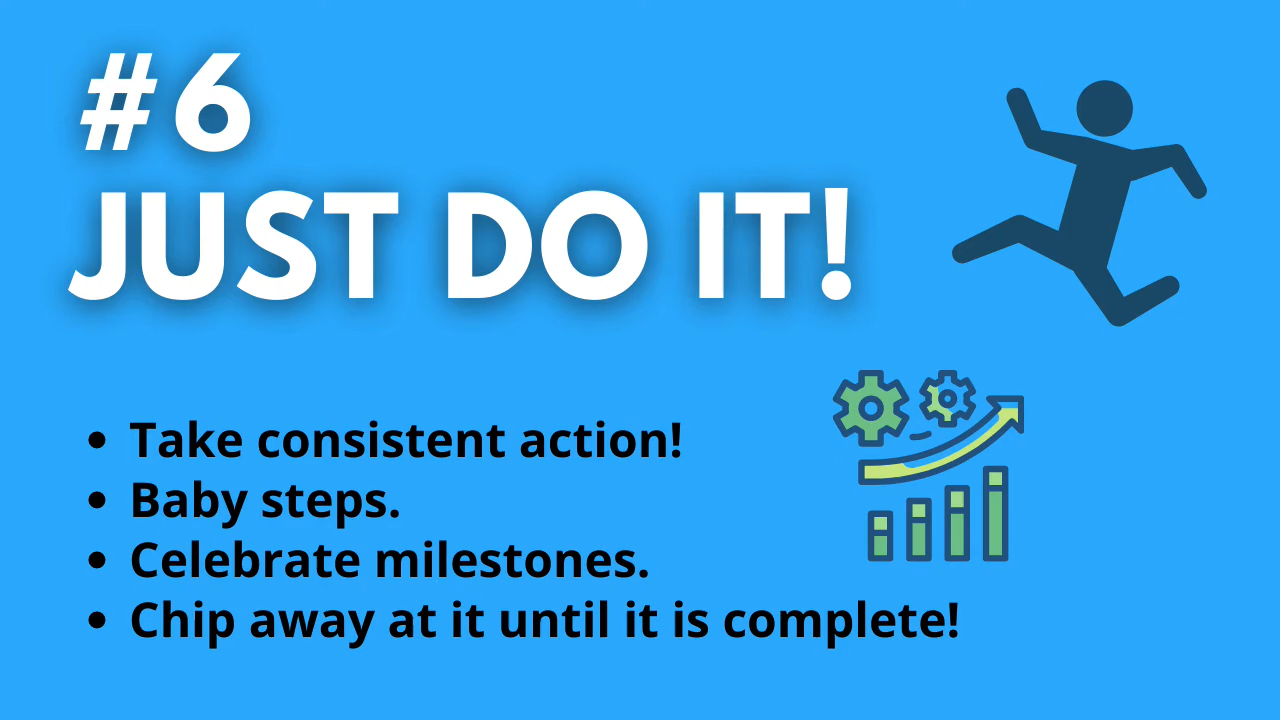 #6
JUST DO IT!
• Take consistent action!
• Baby steps.
• Celebrate milestones.
• Chip away at it until it is complete!